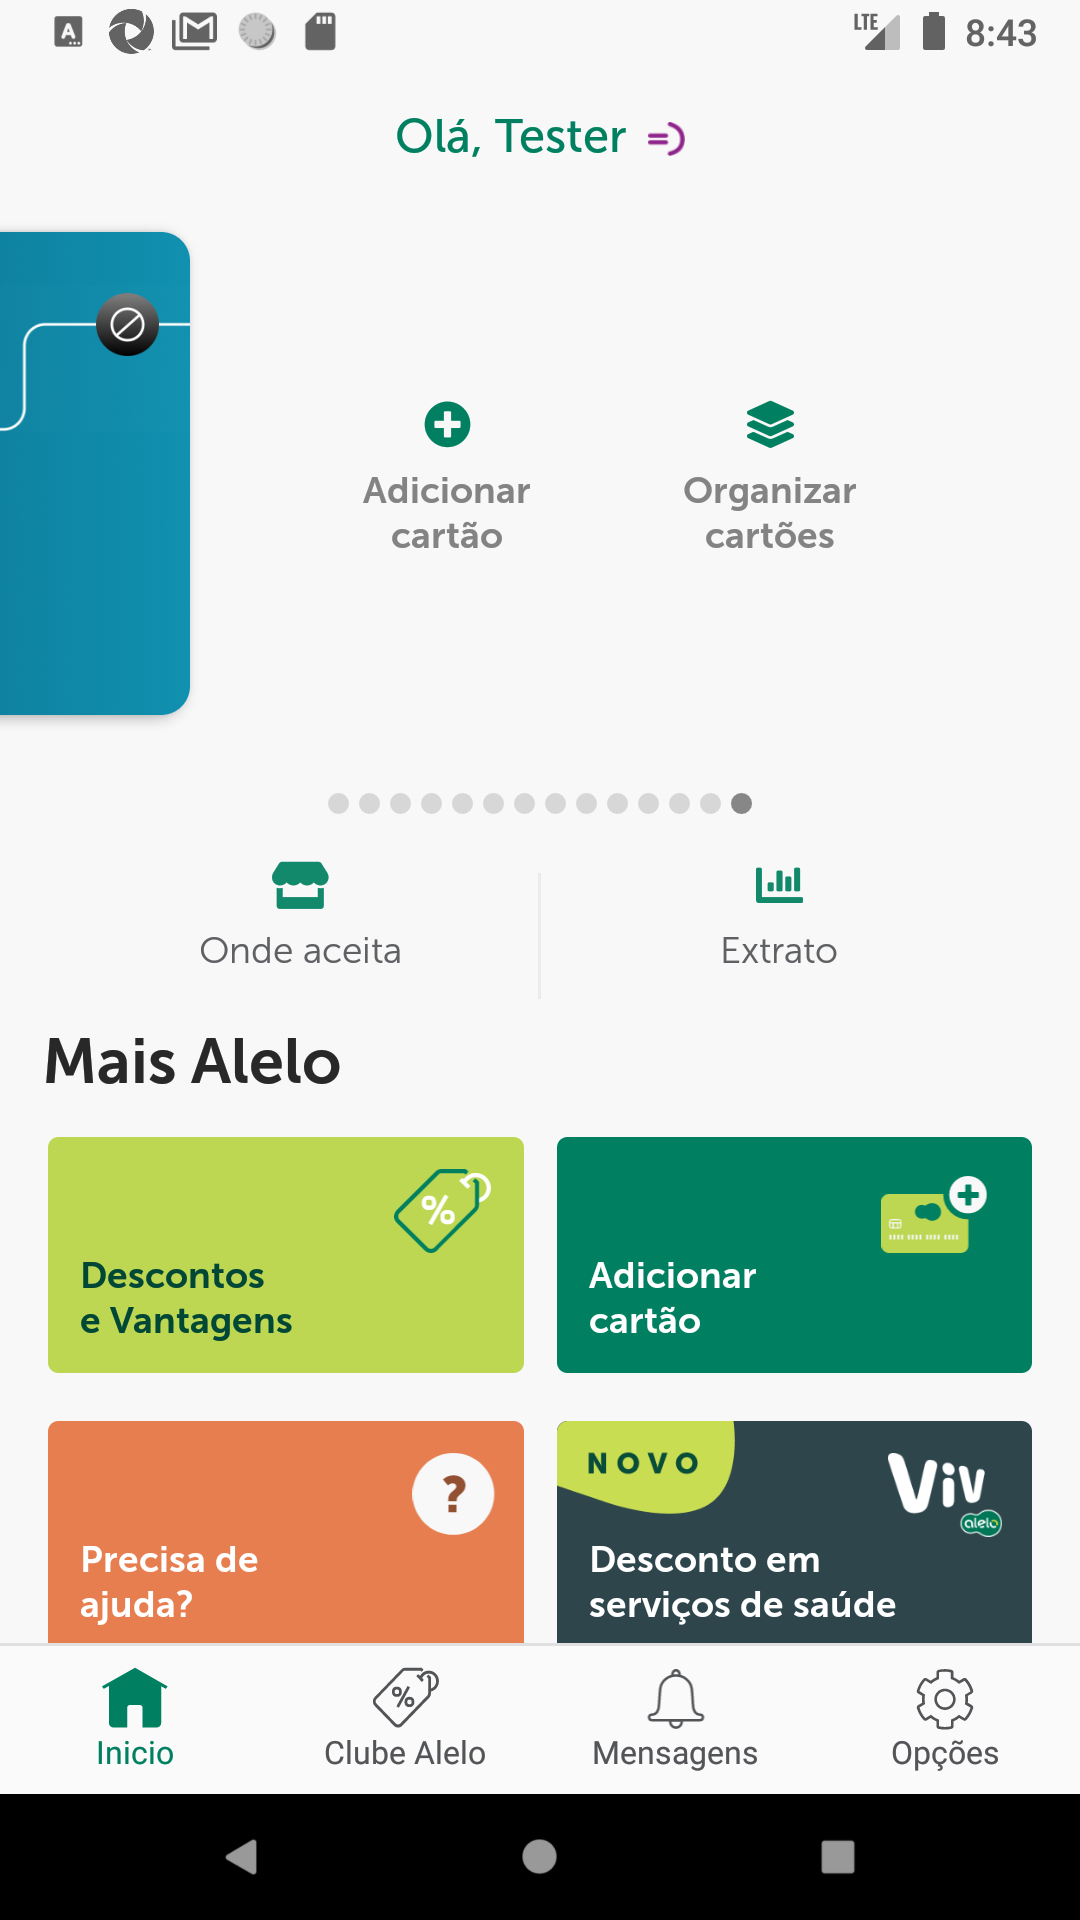 LTE 8:43
Olá, Tester =)
Adicionar
cartão
Organizar
cartões
Onde aceita
Extrato
Mais Alelo
Descontos
e Vantagens
Adicionar
cartão
Precisa de
ajuda?
NOVO
Viv
alelo
Desconto em
serviços de saúde
Inicio
Clube Alelo
Mensagens
Opções